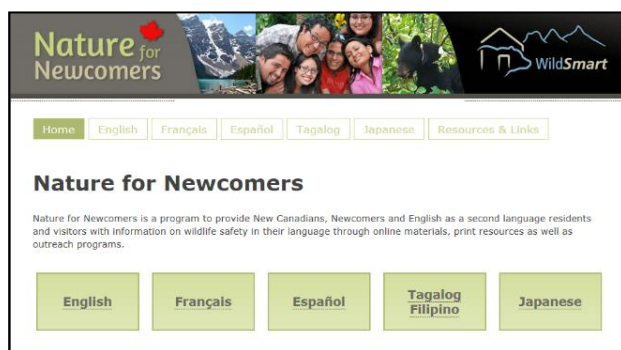 Nature for
Newcomers
WildSmart
Home English Français Español Tagalog Japanese Resources & Links
Nature for Newcomers
Nature for Newcomers is a program to provide New Canadians, Newcomers and English as a second language residents
and visitors with information on wildlife safety in their language through online materials, print resources as well as
outreach programs.
English Français Español Tagalog Filipino Japanese